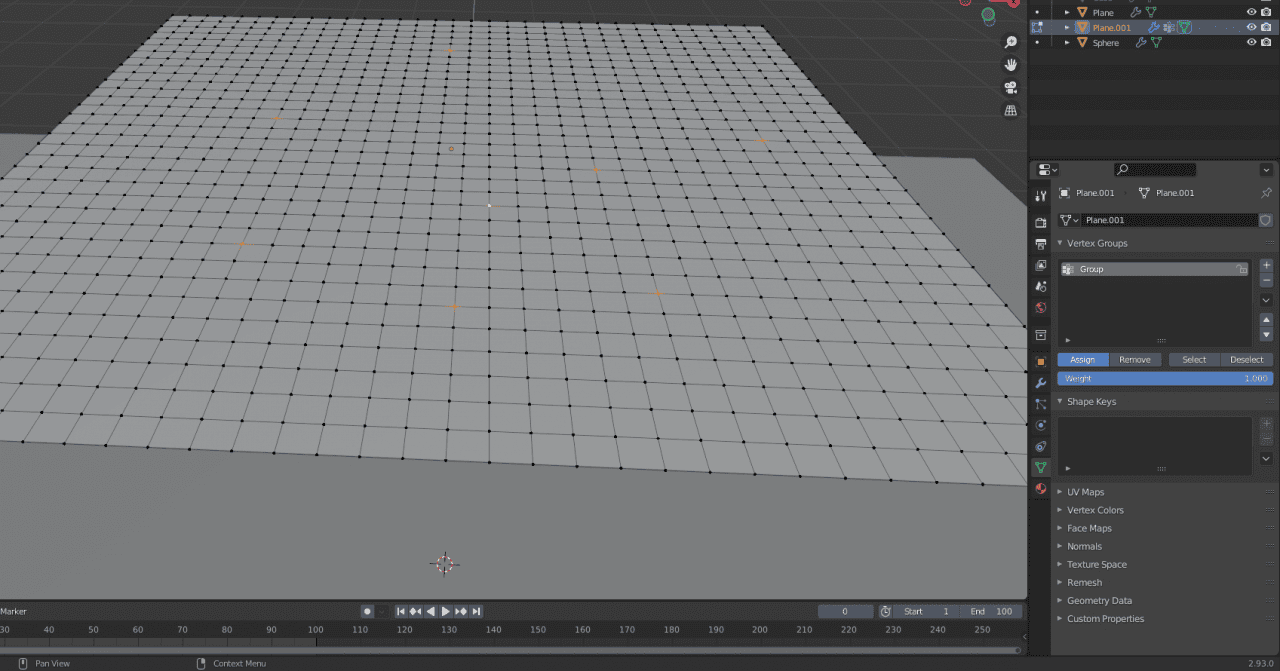 Plane
Plane.001
Sphere
Plane.001 Plane.001
Plane.001
Vertex Groups
Group
Assign Remove Select Deselect
Weight 1.000
Shape Keys
UV Maps
Vertex Colors
Face Maps
Normals
Texture Space
Remesh
Geometry Data
Custom Properties
Marker 0 Start 1 End 100
30 40 50 60 70 80 90 100 110 120 130 140 150 160 170 180 190 200 210 220 230 240 250
Pan View Context Menu 2.93.0